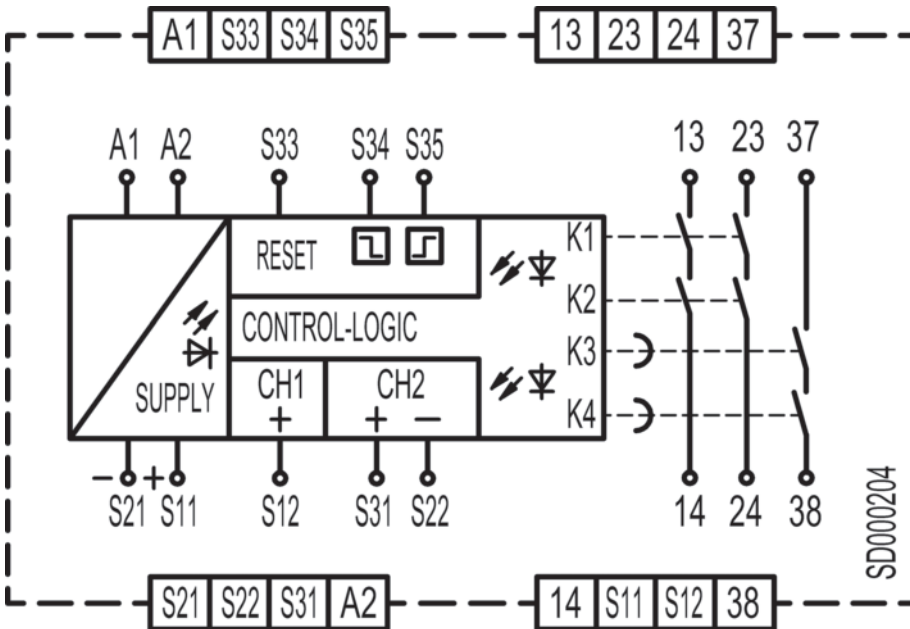 A1 S33 S34 S35 13 23 24 37
A1 A2 S33 S34 S35 13 23 37
RESET K1
K2
CONTROL-LOGIC
K3
CH1 CH2
SUPPLY + + − K4
− + 
S21 S11 S12 S31 S22 14 24 38
SD000204
S21 S22 S31 A2 14 S11 S12 38